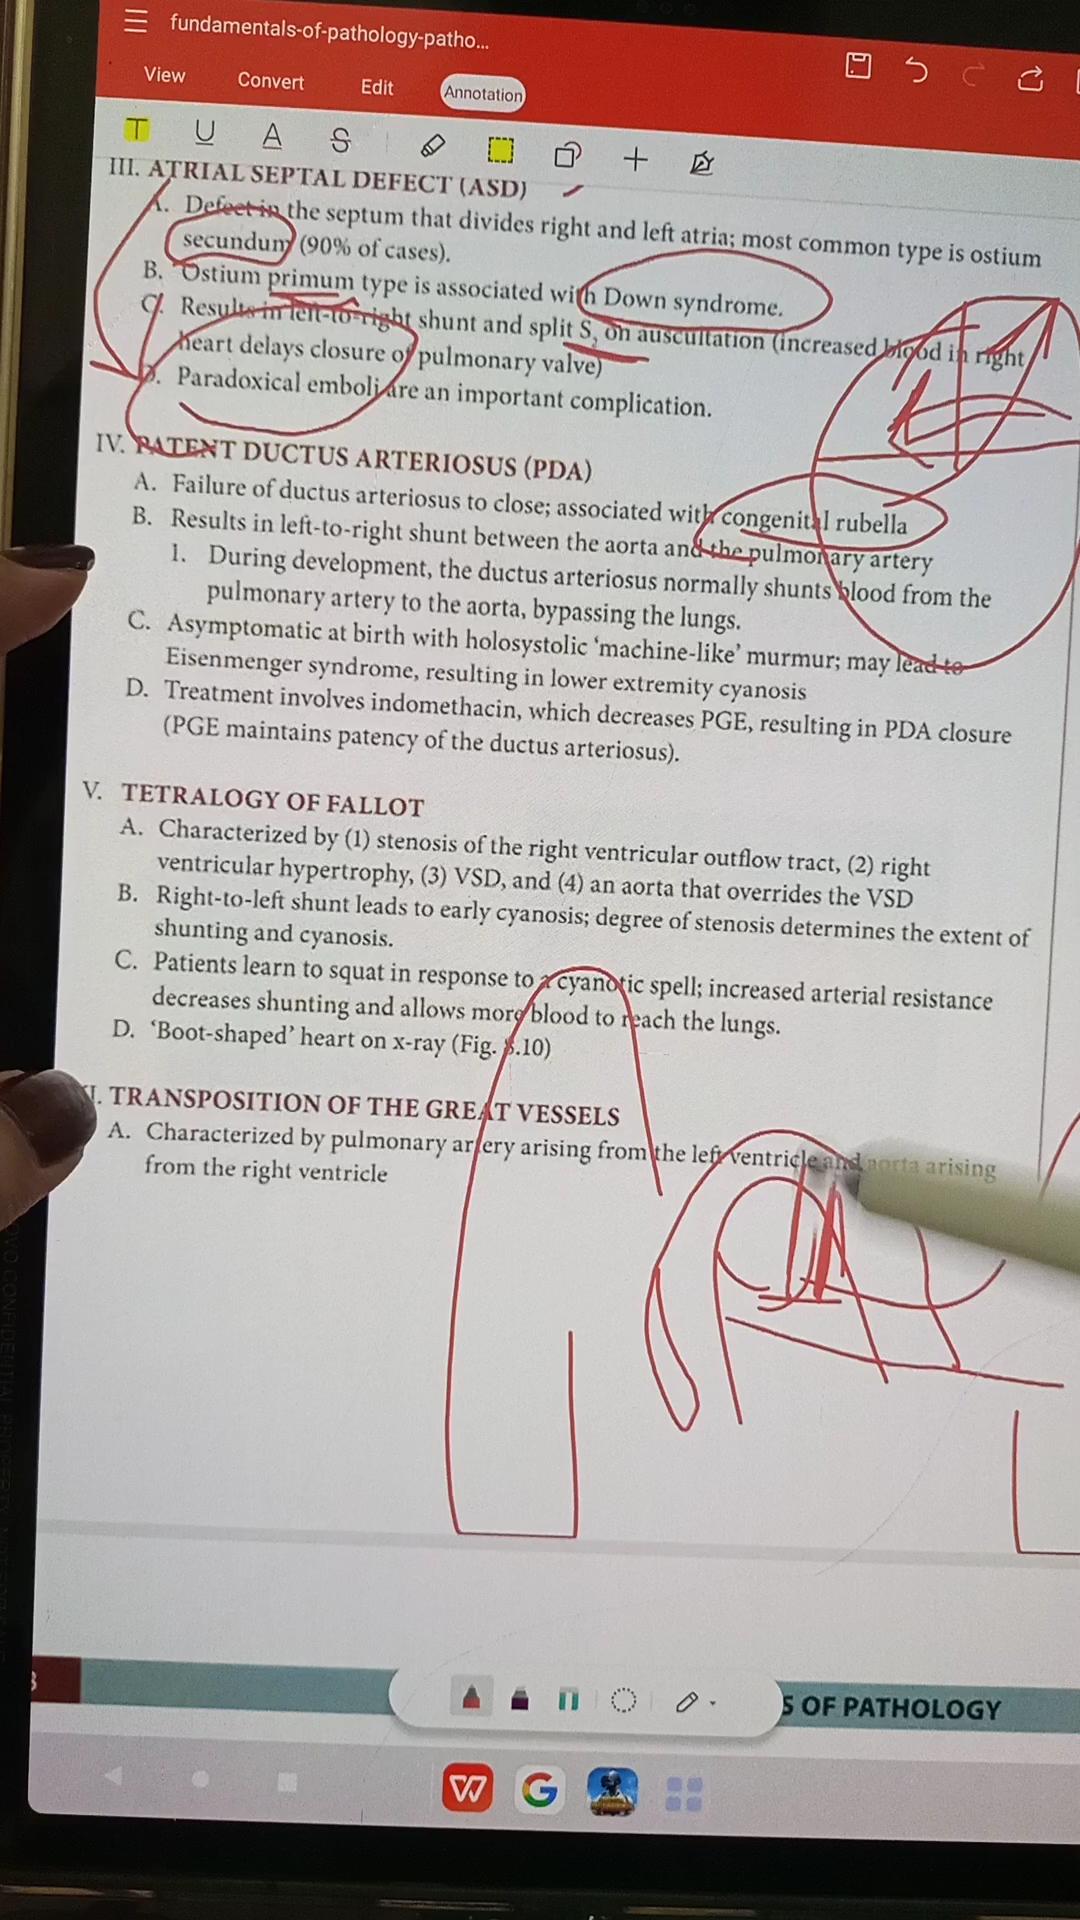 fundamentals-of-pathology-patho...
View Convert Edit Annotation
III. ATRIAL SEPTAL DEFECT (ASD)
A. Defect in the septum that divides right and left atria; most common type is ostium
secundum (90% of cases).
B. Ostium primum type is associated with Down syndrome.
C. Results in left-to-right shunt and split S2 on auscultation (increased blood in right
heart delays closure of pulmonary valve)
D. Paradoxical emboli are an important complication.
IV. PATENT DUCTUS ARTERIOSUS (PDA)
A. Failure of ductus arteriosus to close; associated with congenital rubella
B. Results in left-to-right shunt between the aorta and the pulmonary artery
1. During development, the ductus arteriosus normally shunts blood from the
pulmonary artery to the aorta, bypassing the lungs.
C. Asymptomatic at birth with holosystolic 'machine-like' murmur; may lead to
Eisenmenger syndrome, resulting in lower extremity cyanosis
D. Treatment involves indomethacin, which decreases PGE, resulting in PDA closure
(PGE maintains patency of the ductus arteriosus).
V. TETRALOGY OF FALLOT
A. Characterized by (1) stenosis of the right ventricular outflow tract, (2) right
ventricular hypertrophy, (3) VSD, and (4) an aorta that overrides the VSD
B. Right-to-left shunt leads to early cyanosis; degree of stenosis determines the extent of
shunting and cyanosis.
C. Patients learn to squat in response to a cyanotic spell; increased arterial resistance
decreases shunting and allows more blood to reach the lungs.
D. 'Boot-shaped' heart on x-ray (Fig. 8.10)
I. TRANSPOSITION OF THE GREAT VESSELS
A. Characterized by pulmonary artery arising from the left ventricle and aorta arising
from the right ventricle
S OF PATHOLOGY